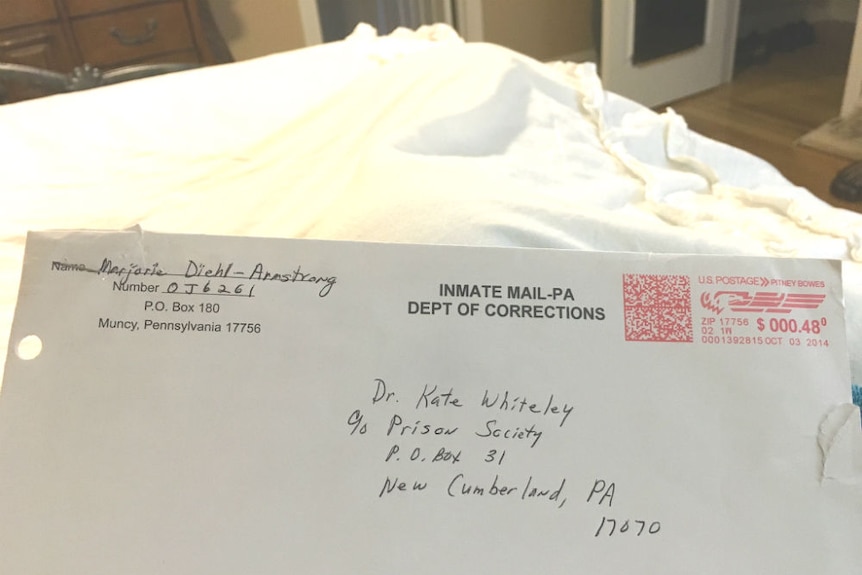 Name Marjorie Diehl-Armstrong
Number OJ6261
P.O. Box 180
Muncy, Pennsylvania 17756
INMATE MAIL-PA
DEPT OF CORRECTIONS
U.S. POSTAGE >> PITNEY BOWES
ZIP 17756 $ 000.48⁰
02 1W
0001392815 OCT 03 2014
Dr. Kate Whiteley
c/o Prison Society
P.O. Box 31
New Cumberland, PA
17070